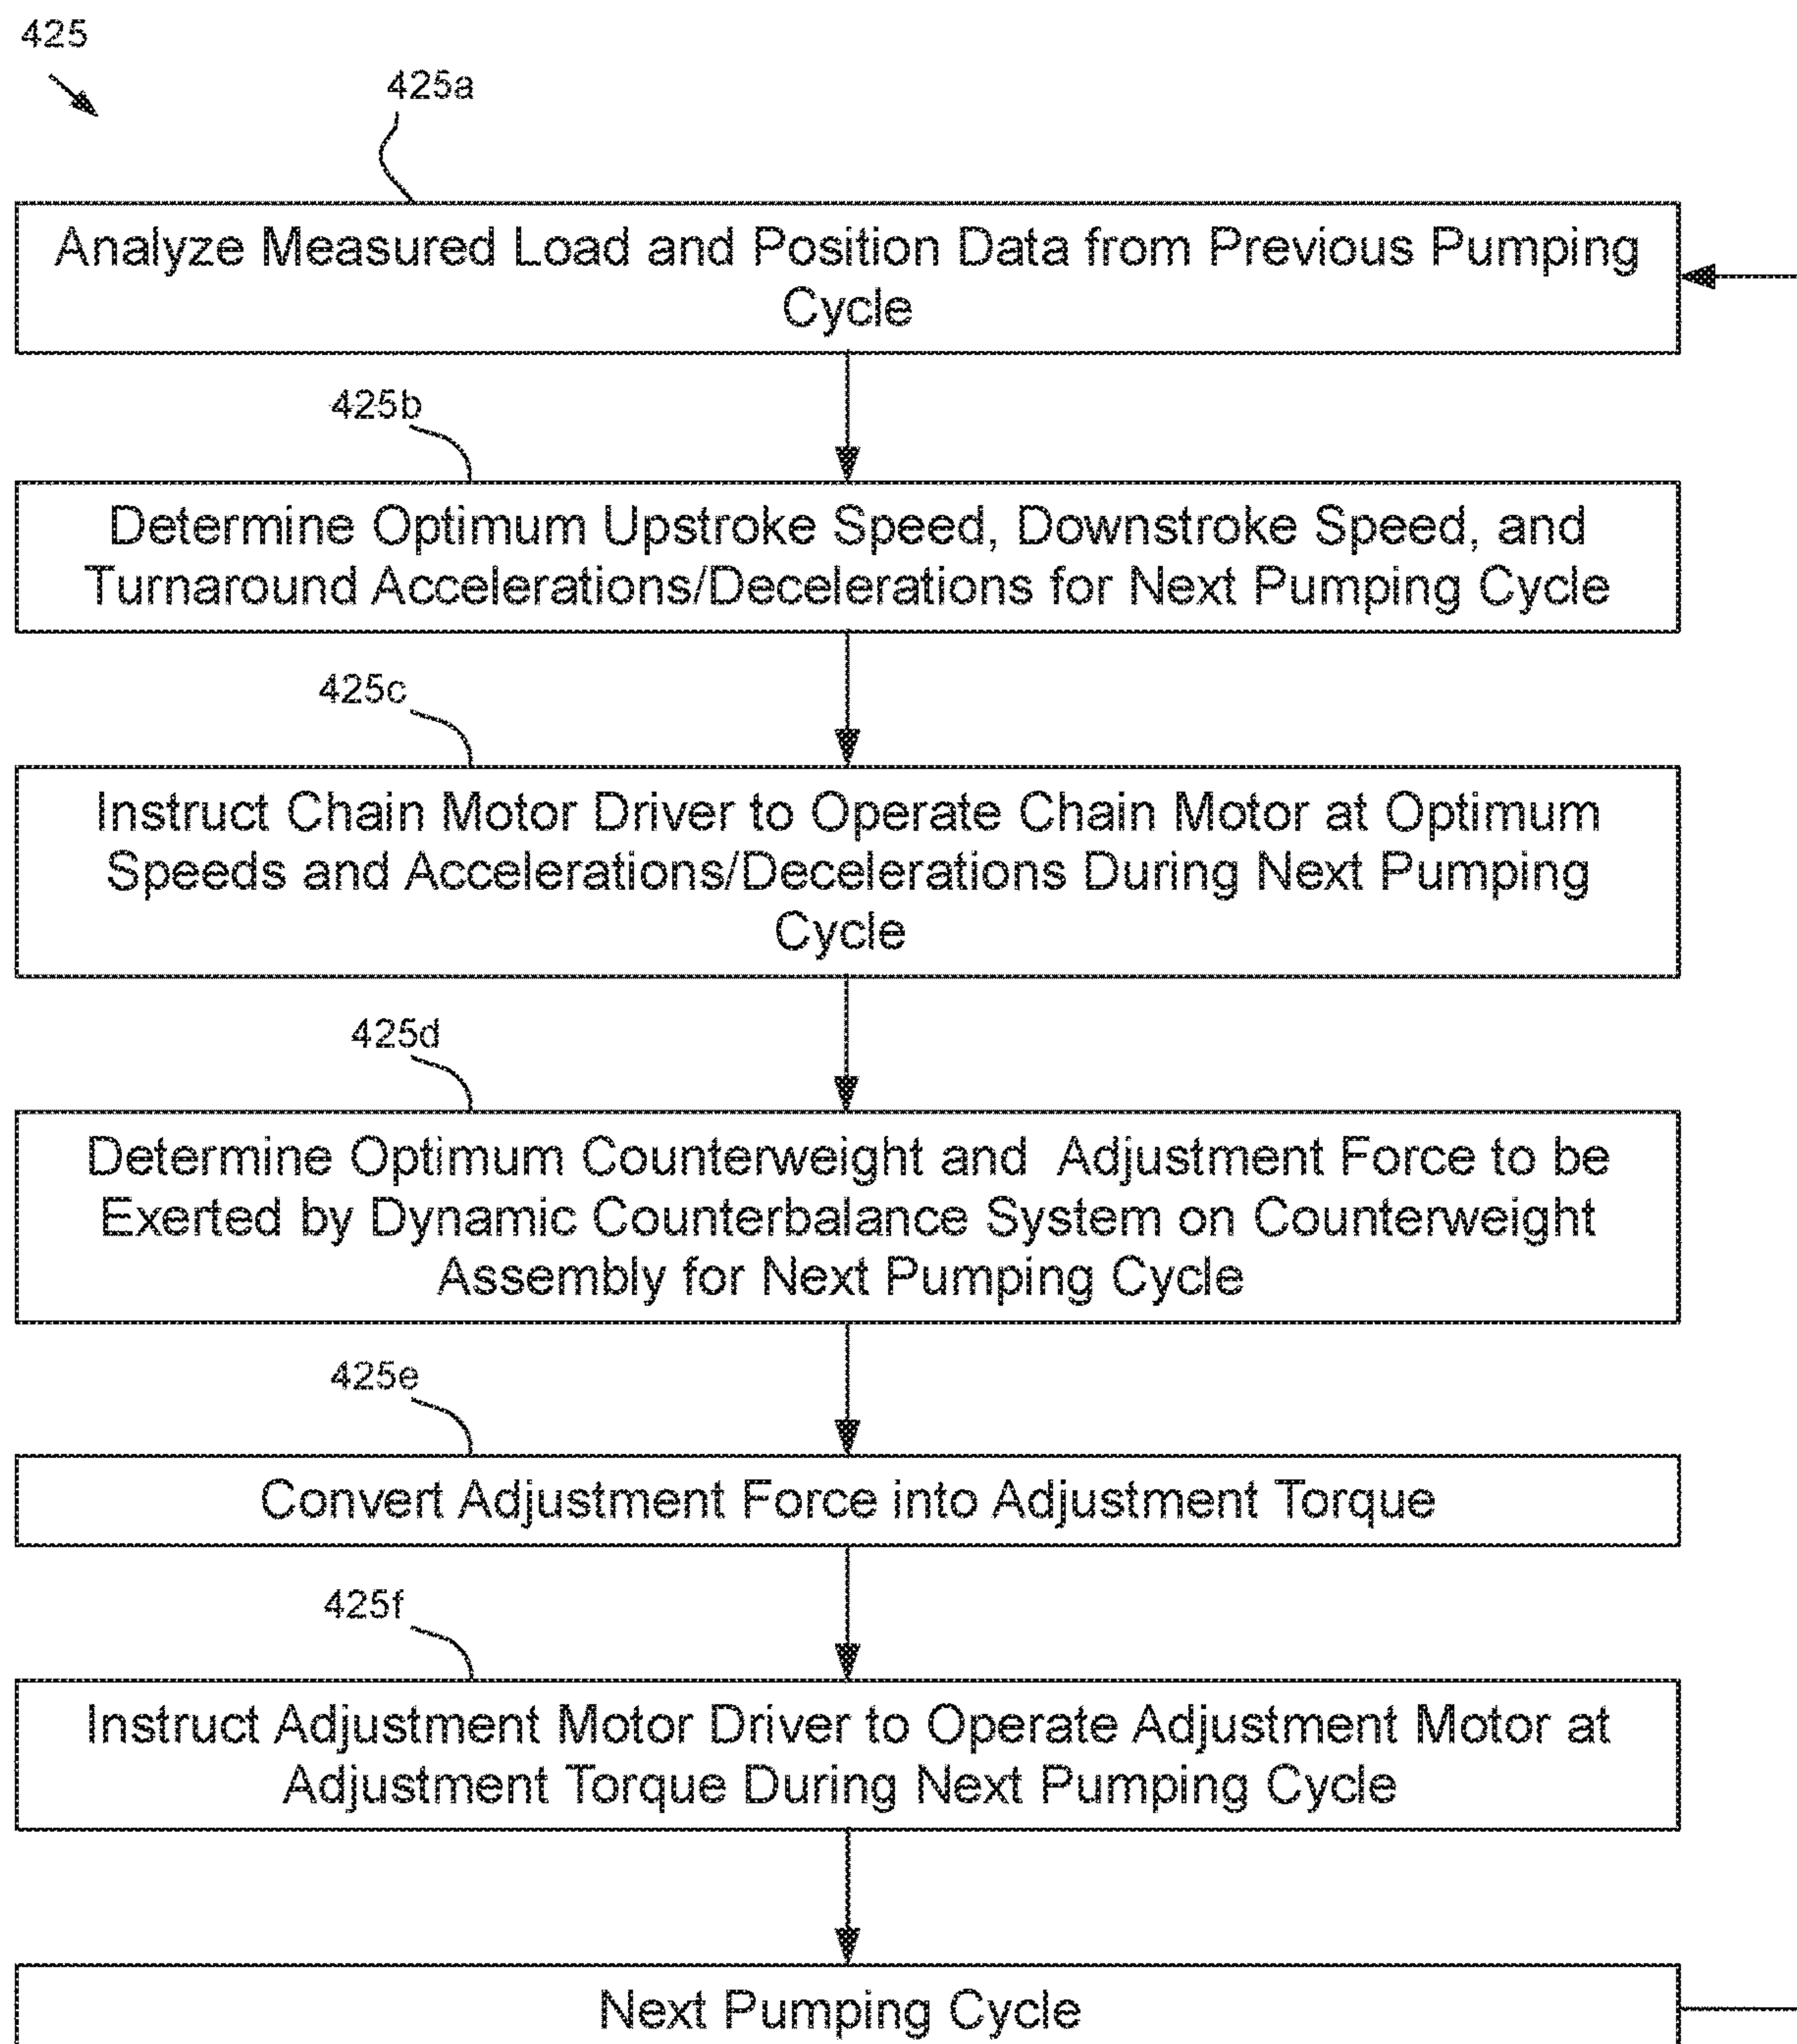 425
425a
Analyze Measured Load and Position Data from Previous Pumping
Cycle
425b
Determine Optimum Upstroke Speed, Downstroke Speed, and
Turnaround Accelerations/Decelerations for Next Pumping Cycle
425c
Instruct Chain Motor Driver to Operate Chain Motor at Optimum
Speeds and Accelerations/Decelerations During Next Pumping
Cycle
425d
Determine Optimum Counterweight and Adjustment Force to be
Exerted by Dynamic Counterbalance System on Counterweight
Assembly for Next Pumping Cycle
425e
Convert Adjustment Force into Adjustment Torque
425f
Instruct Adjustment Motor Driver to Operate Adjustment Motor at
Adjustment Torque During Next Pumping Cycle
Next Pumping Cycle